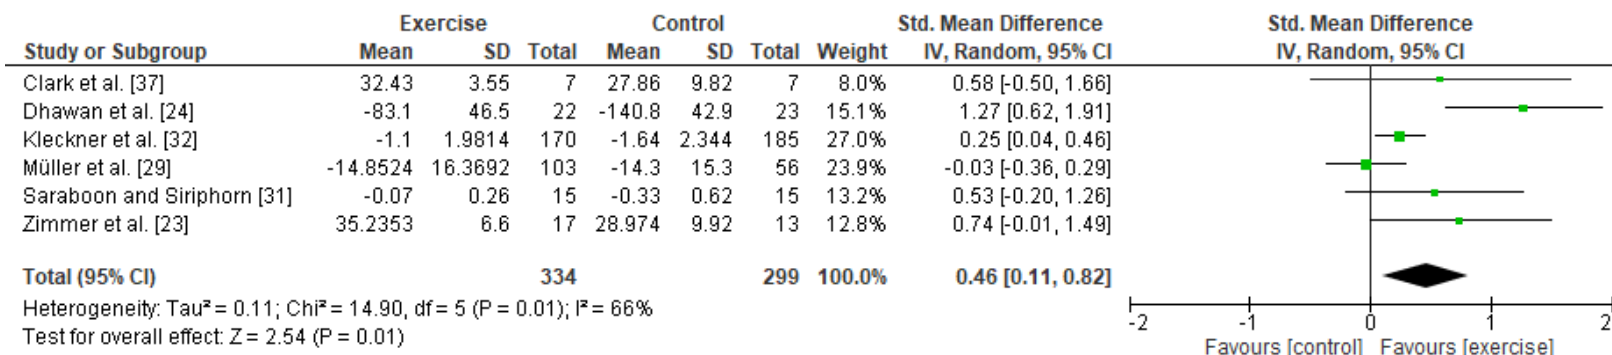 Exercise Control Std. Mean Difference Std. Mean Difference
Study or Subgroup Mean SD Total Mean SD Total Weight IV, Random, 95% CI IV, Random, 95% CI
Clark et al. [37] 32.43 3.55 7 27.86 9.82 7 8.0% 0.58 [-0.50, 1.66]
Dhawan et al. [24] -83.1 46.5 22 -140.8 42.9 23 15.1% 1.27 [0.62, 1.91]
Kleckner et al. [32] -1.1 1.9814 170 -1.64 2.344 185 27.0% 0.25 [0.04, 0.46]
Müller et al. [29] -14.8524 16.3692 103 -14.3 15.3 56 23.9% -0.03 [-0.36, 0.29]
Saraboon and Siriphorn [31] -0.07 0.26 15 -0.33 0.62 15 13.2% 0.53 [-0.20, 1.26]
Zimmer et al. [23] 35.2353 6.6 17 28.974 9.92 13 12.8% 0.74 [-0.01, 1.49]
Total (95% CI) 334 299 100.0% 0.46 [0.11, 0.82]
Heterogeneity: Tau² = 0.11; Chi² = 14.90, df = 5 (P = 0.01); I² = 66%
Test for overall effect: Z = 2.54 (P = 0.01)
-2 -1 0 1 2
Favours [control] Favours [exercise]